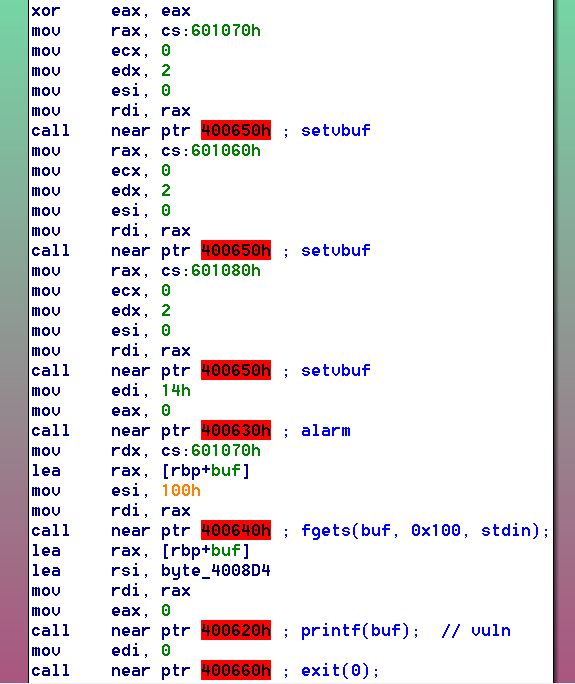 xor eax, eax
mov rax, cs:601070h
mov ecx, 0
mov edx, 2
mov esi, 0
mov rdi, rax
call near ptr 400650h ; setvbuf
mov rax, cs:601060h
mov ecx, 0
mov edx, 2
mov esi, 0
mov rdi, rax
call near ptr 400650h ; setvbuf
mov rax, cs:601080h
mov ecx, 0
mov edx, 2
mov esi, 0
mov rdi, rax
call near ptr 400650h ; setvbuf
mov edi, 14h
mov eax, 0
call near ptr 400630h ; alarm
mov rdx, cs:601070h
lea rax, [rbp+buf]
mov esi, 100h
mov rdi, rax
call near ptr 400640h ; fgets(buf, 0x100, stdin);
lea rax, [rbp+buf]
lea rsi, byte_4008D4
mov rdi, rax
mov eax, 0
call near ptr 400620h ; printf(buf); // vuln
mov edi, 0
call near ptr 400660h ; exit(0);